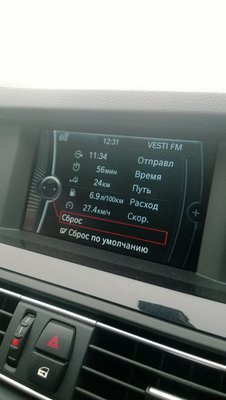 12:31 VESTI FM
11:34 Отправл
56мин Время
24км Путь
6.9л/100км Расход
27.4км/ч Скор.
Сброс
Сброс по умолчанию